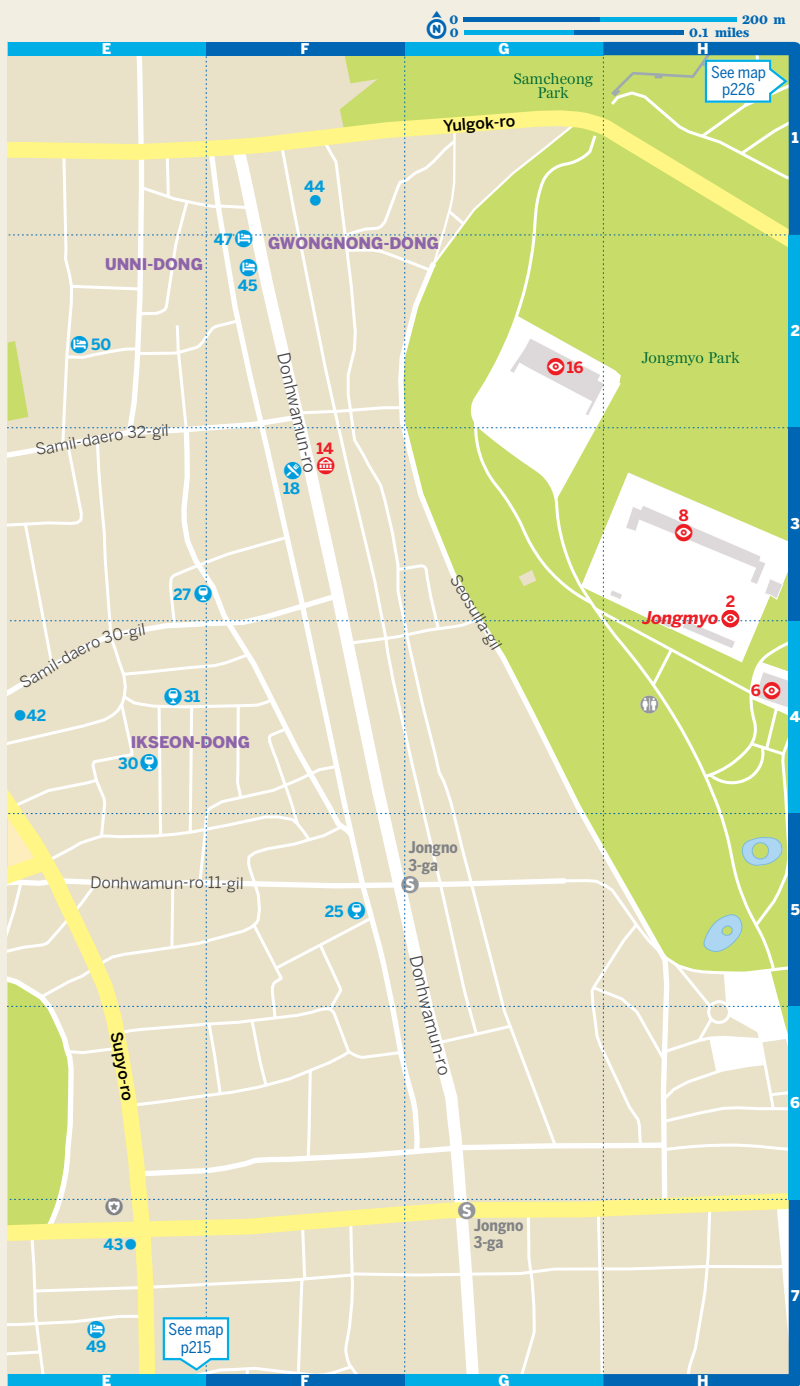 0 200 m
N 0 0.1 miles
E F G H
Samcheong
Park
See map
p226
Yulgok-ro
1
44
47
GWONGNONG-DONG
UNNI-DONG
45
2
50
16
Jongmyo Park
Donhwamun-ro
Samil-daero 32-gil
14
18
8
3
27
Seosulla-gil
2
Jongmyo
Samil-daero 30-gil
31
6
42
4
IKSEON-DONG
30
Jongno
3-ga
S
Donhwamun-ro 11-gil
25
5
Donhwamun-ro
Supyo-ro
6
S
Jongno
3-ga
43
7
See map
p215
49
E F G H